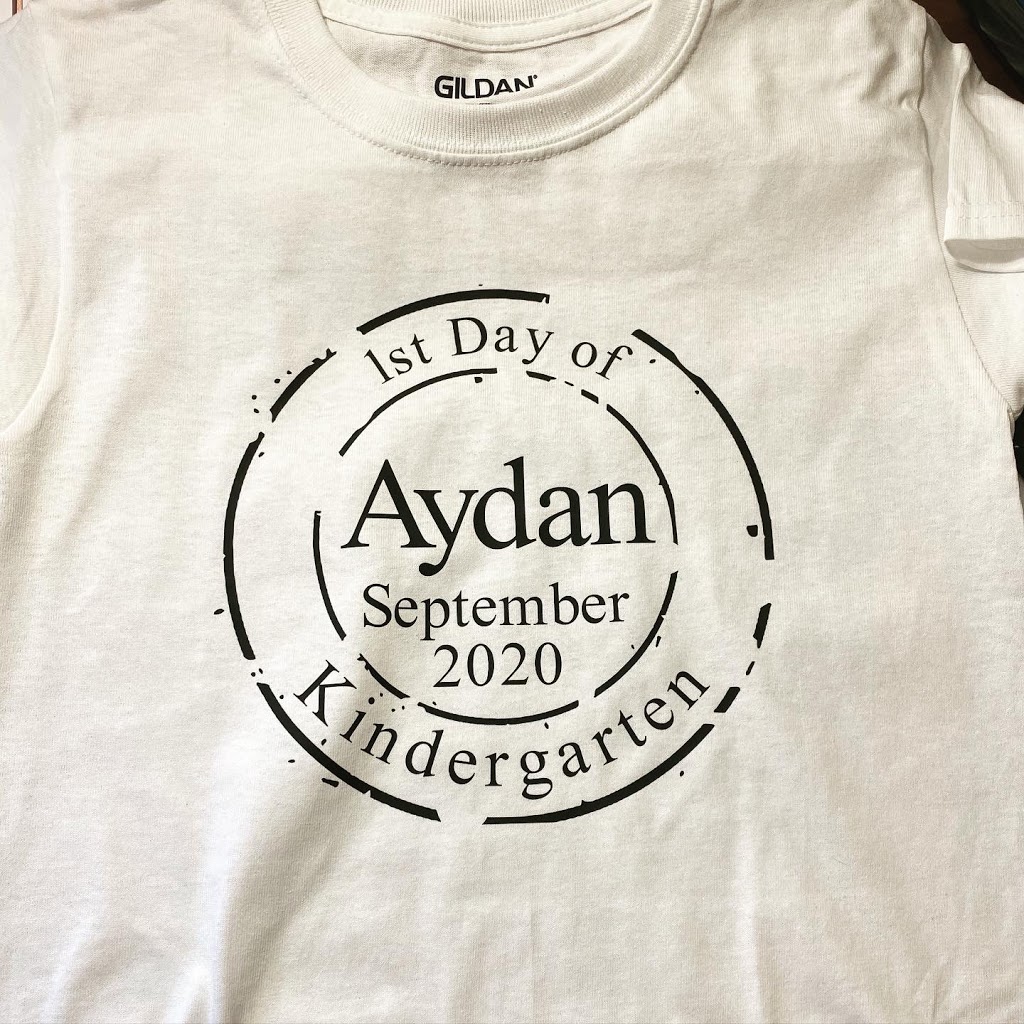 GILDAN
1st Day of
Aydan
September
2020
Kindergarten